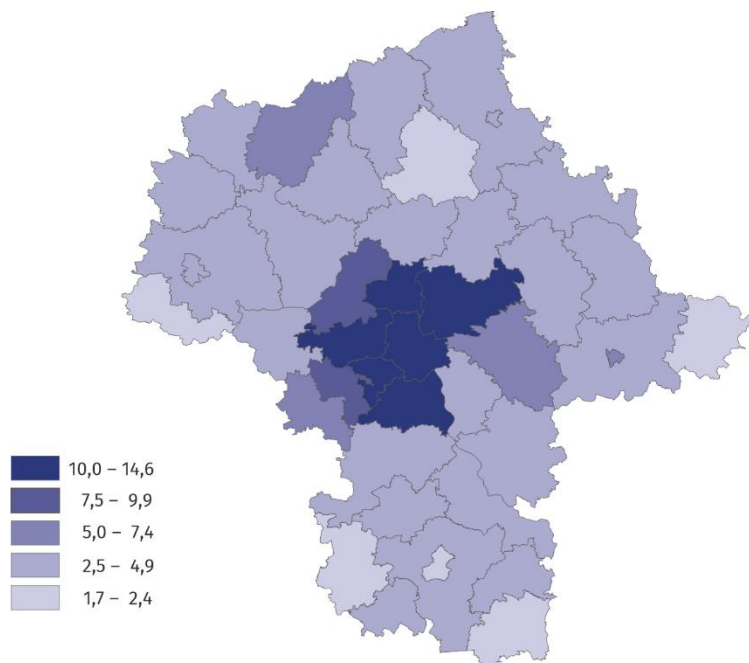 10,0 – 14,6
7,5 – 9,9
5,0 – 7,4
2,5 – 4,9
1,7 – 2,4